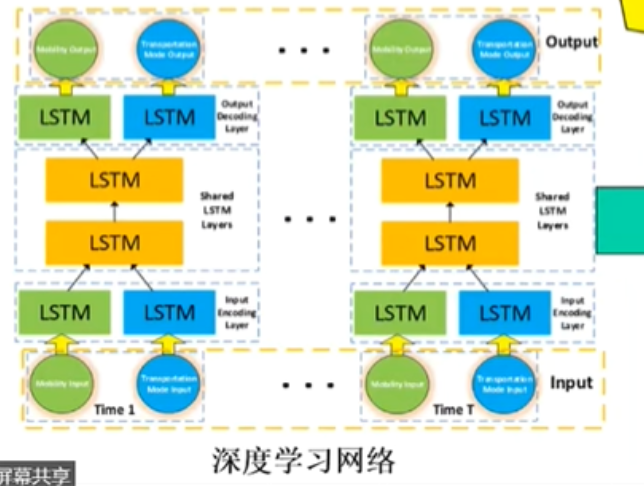 Mobility Output
Transportation
Mode Output
...
Mobility Output
Transportation
Mode Output
Output
LSTM
LSTM
Output
Decoding
Layer
LSTM
LSTM
Output
Decoding
Layer
LSTM
Shared
LSTM
Layers
LSTM
...
LSTM
Shared
LSTM
Layers
LSTM
LSTM
LSTM
Input
Encoding
Layer
LSTM
LSTM
Input
Encoding
Layer
Mobility Input
Transportation
Mode Input
Time 1
...
Mobility Input
Transportation
Mode Input
Time T
Input
深度学习网络
屏幕共享